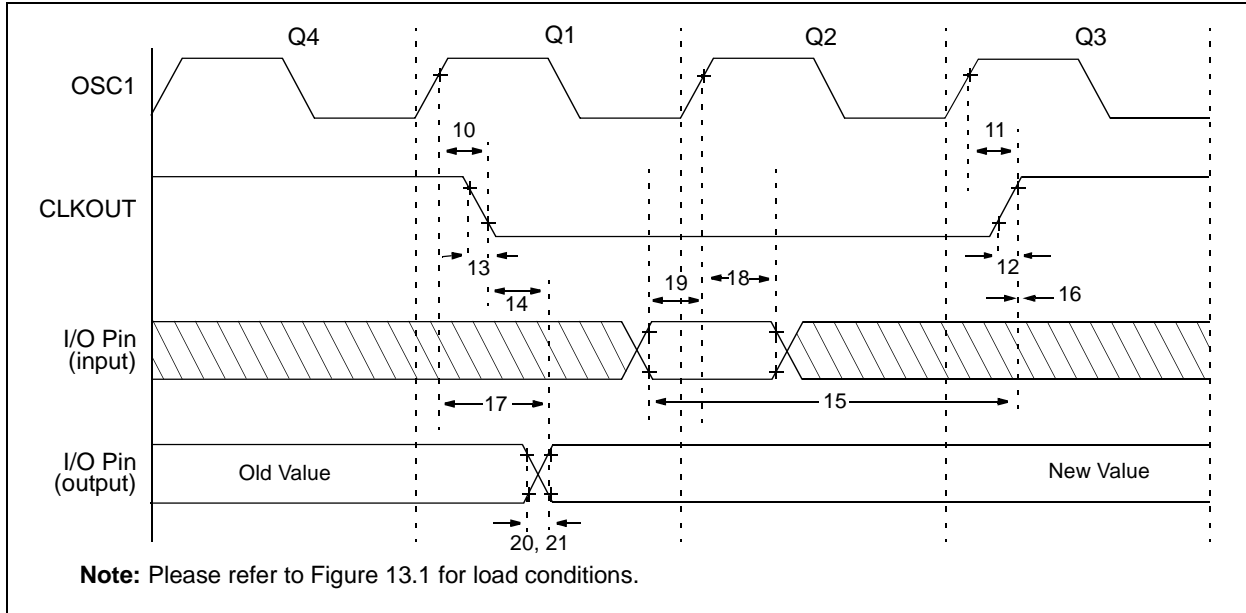 Q4 Q1 Q2 Q3
OSC1
10 11
CLKOUT
13 12
19 18
14 16
I/O Pin
(input)
17 15
I/O Pin
(output)
Old Value New Value
20, 21
Note: Please refer to Figure 13.1 for load conditions.